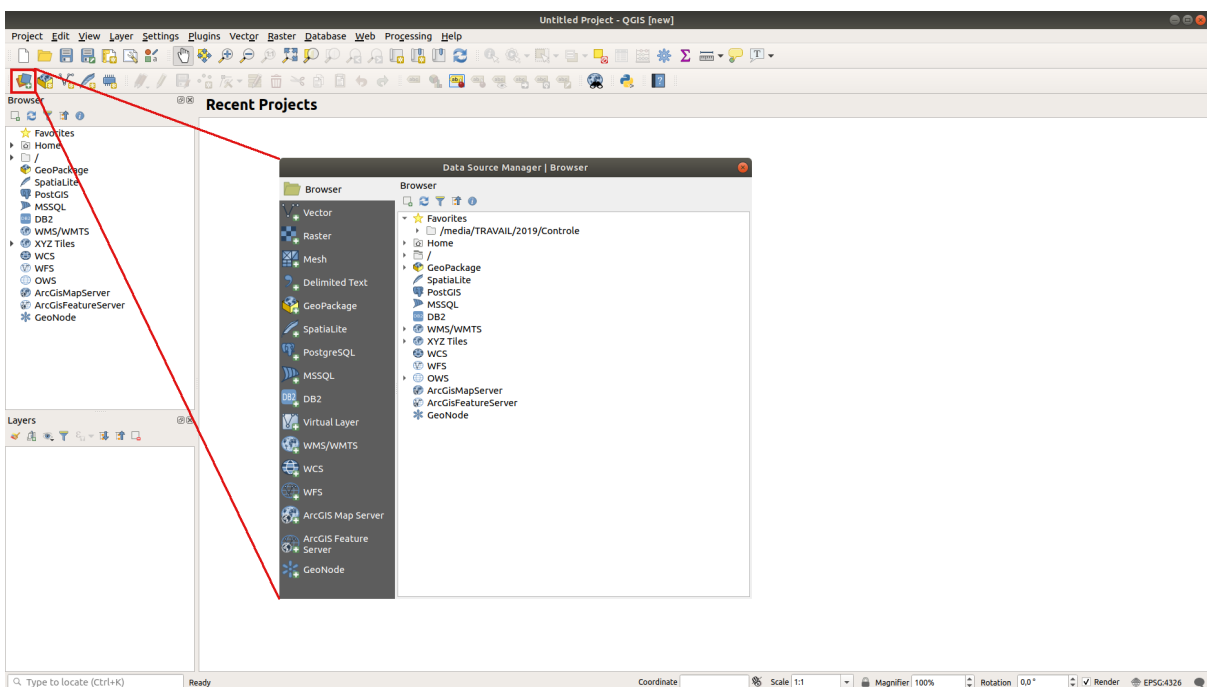 Untitled Project - QGIS [new]
Project Edit View Layer Settings Plugins Vector Raster Database Web Processing Help
Browser
Recent Projects
Favorites
Home
/
GeoPackage
SpatiaLite
PostGIS
MSSQL
DB2
WMS/WMTS
XYZ Tiles
WCS
WFS
OWS
ArcGisMapServer
ArcGisFeatureServer
GeoNode
Layers
Data Source Manager | Browser
Browser
Vector
Raster
Mesh
Delimited Text
GeoPackage
SpatiaLite
PostgreSQL
MSSQL
DB2
Virtual Layer
WMS/WMTS
WCS
WFS
ArcGIS Map Server
ArcGIS Feature
Server
GeoNode
Browser
Favorites
/media/TRAVAIL/2019/Controle
Home
/
GeoPackage
SpatiaLite
PostGIS
MSSQL
DB2
WMS/WMTS
XYZ Tiles
WCS
WFS
OWS
ArcGisMapServer
ArcGisFeatureServer
GeoNode
Type to locate (Ctrl+K) Ready Coordinate Scale 1:1 Magnifier 100% Rotation 0,0 ° Render EPSG:4326